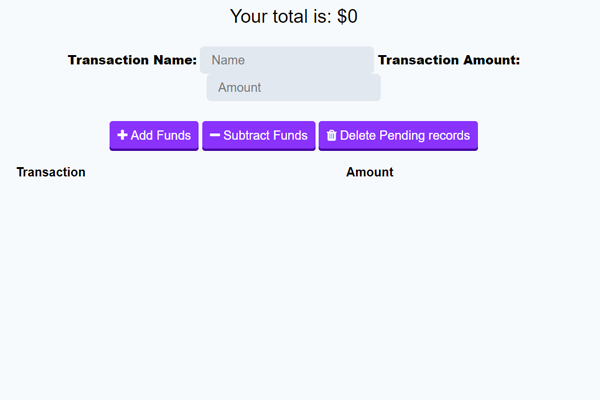 Your total is: $0
Transaction Name: Name Transaction Amount:
Amount
Add Funds Subtract Funds Delete Pending records
Transaction Amount